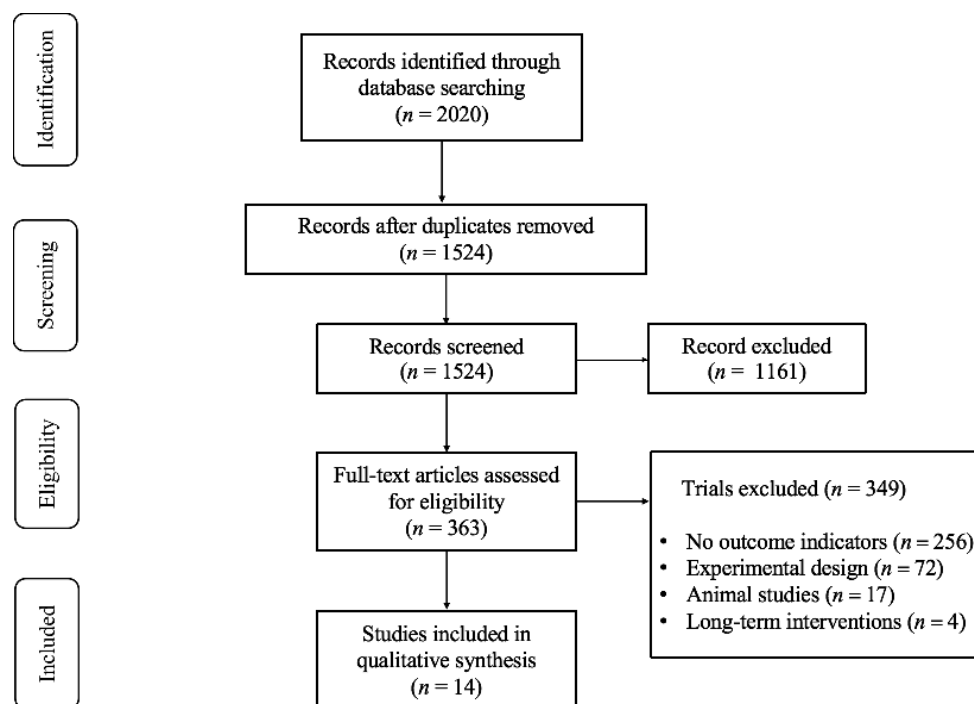 Identification
Records identified through
database searching
(n = 2020)
Screening
Records after duplicates removed
(n = 1524)
Records screened
(n = 1524)
Record excluded
(n = 1161)
Eligibility
Full-text articles assessed
for eligibility
(n = 363)
Trials excluded (n = 349)
• No outcome indicators (n = 256)
• Experimental design (n = 72)
• Animal studies (n = 17)
• Long-term interventions (n = 4)
Included
Studies included in
qualitative synthesis
(n = 14)